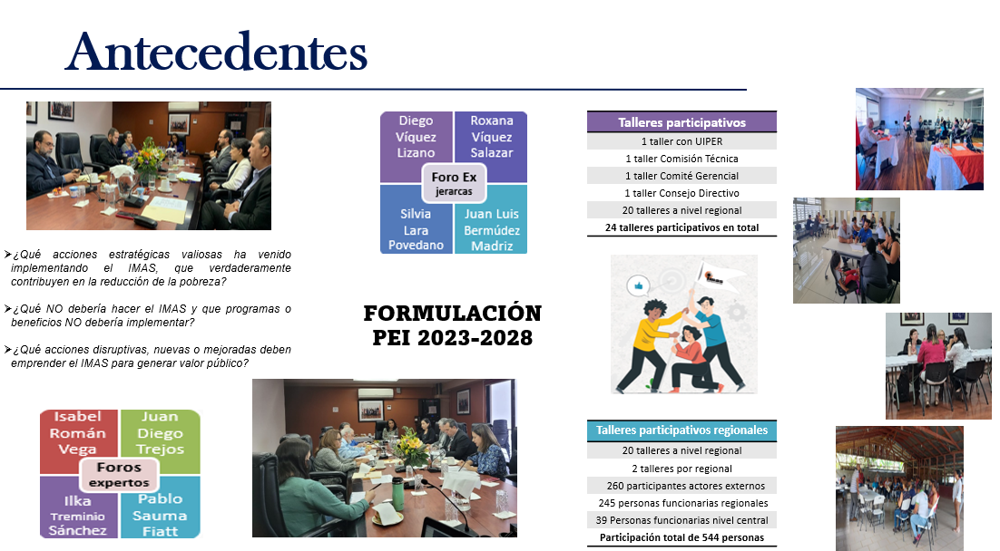 Antecedentes
Diego
Víquez
Lizano
Roxana
Víquez
Salazar
Foro Ex
jerarcas
Silvia
Lara
Povedano
Juan Luis
Bermúdez
Madriz
¿Qué acciones estratégicas valiosas ha venido
implementando el IMAS, que verdaderamente
contribuyen en la reducción de la pobreza?
¿Qué NO debería hacer el IMAS y que programas o
beneficios NO debería implementar?
¿Qué acciones disruptivas, nuevas o mejoradas deben
emprender el IMAS para generar valor público?
FORMULACIÓN
PEI 2023-2028
Isabel
Román
Vega
Juan
Diego
Trejos
Foros
expertos
Ilka
Treminio
Sánchez
Pablo
Sauma
Fiatt
Talleres participativos
1 taller con UIPER
1 taller Comisión Técnica
1 taller Comité Gerencial
1 taller Consejo Directivo
20 talleres a nivel regional
24 talleres participativos en total
Talleres participativos regionales
20 talleres a nivel regional
2 talleres por regional
260 participantes actores externos
245 personas funcionarias regionales
39 Personas funcionarias nivel central
Participación total de 544 personas